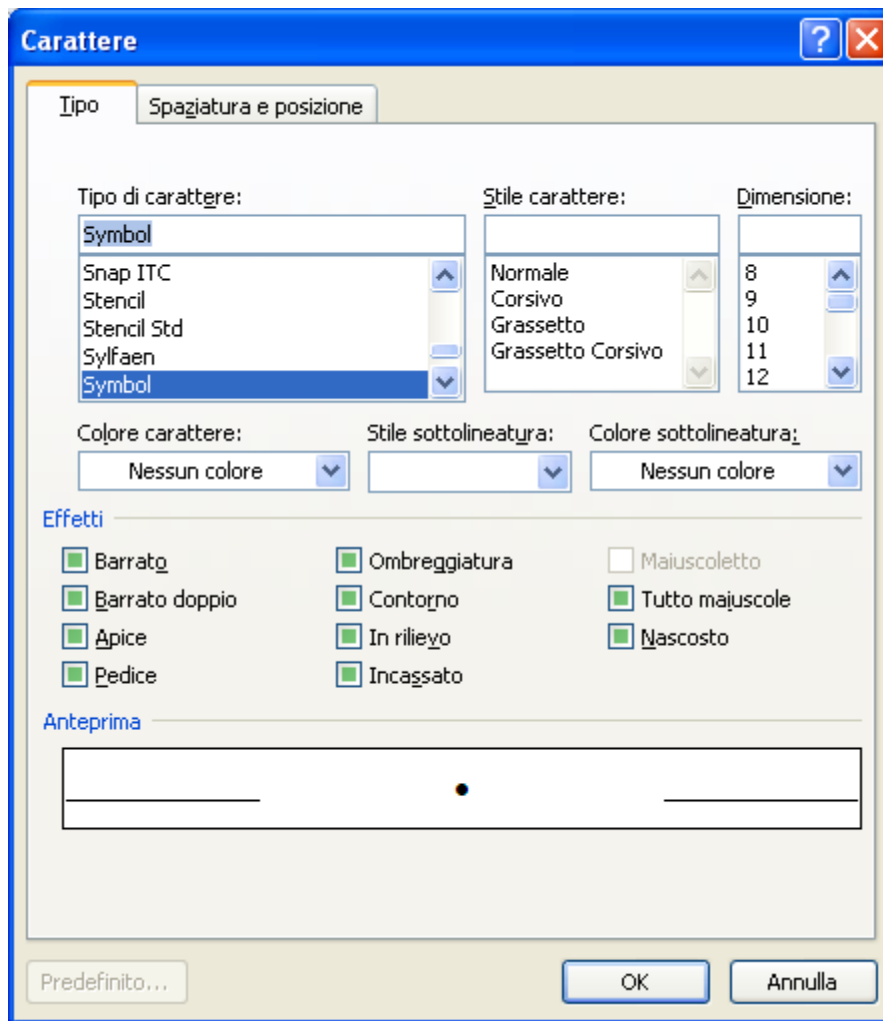 Carattere
Tipo
Spaziatura e posizione
Tipo di carattere:
Stile carattere:
Dimensione:
Symbol
Snap ITC
Stencil
Stencil Std
Sylfaen
Symbol
Normale
Corsivo
Grassetto
Grassetto Corsivo
8
9
10
11
12
Colore carattere:
Stile sottolineatura:
Colore sottolineatura:
Nessun colore
Nessun colore
Effetti
Barrato
Ombreggiatura
Maiuscoletto
Barrato doppio
Contorno
Tutto maiuscole
Apice
In rilievo
Nascosto
Pedice
Incassato
Anteprima
Predefinito...
OK
Annulla